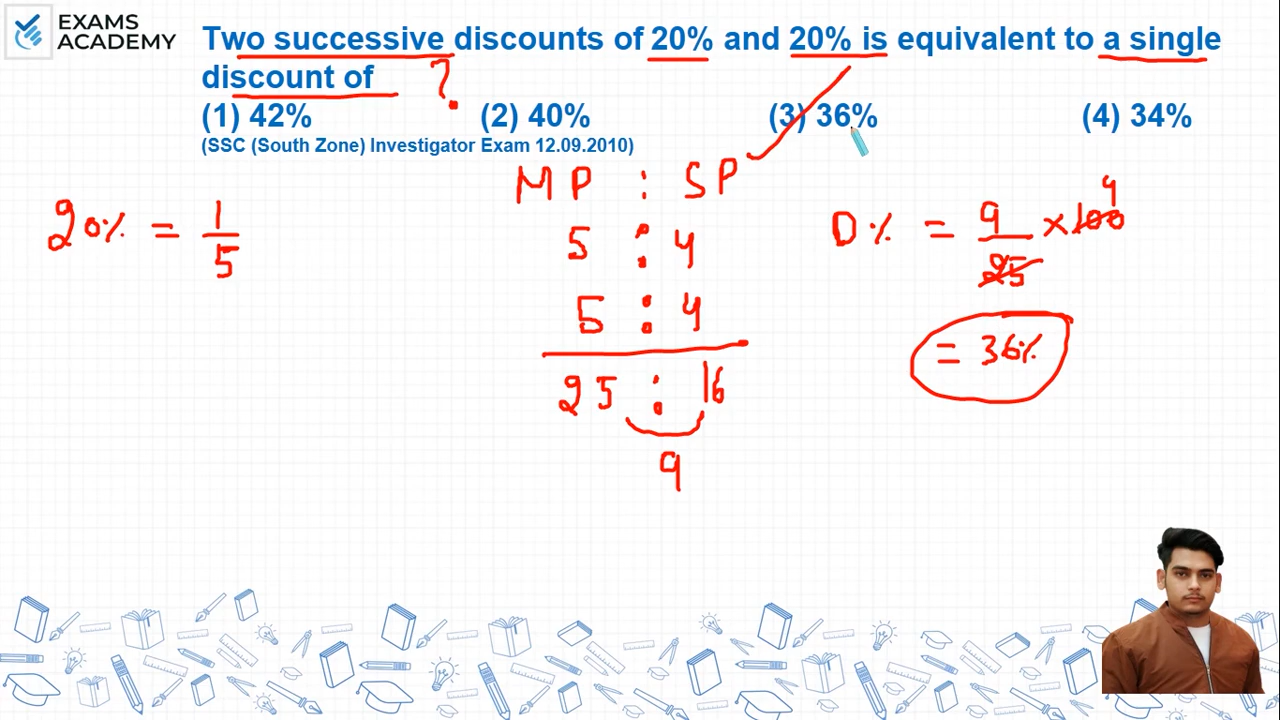 EXAMS
ACADEMY
Two successive discounts of 20% and 20% is equivalent to a single
discount of ?
(1) 42% (2) 40% (3) 36% (4) 34%
(SSC (South Zone) Investigator Exam 12.09.2010)
20% = 1/5
MP : SP
5 : 4
5 : 4
25 : 16
9
D% = 9/25 × 100 4
= 36%